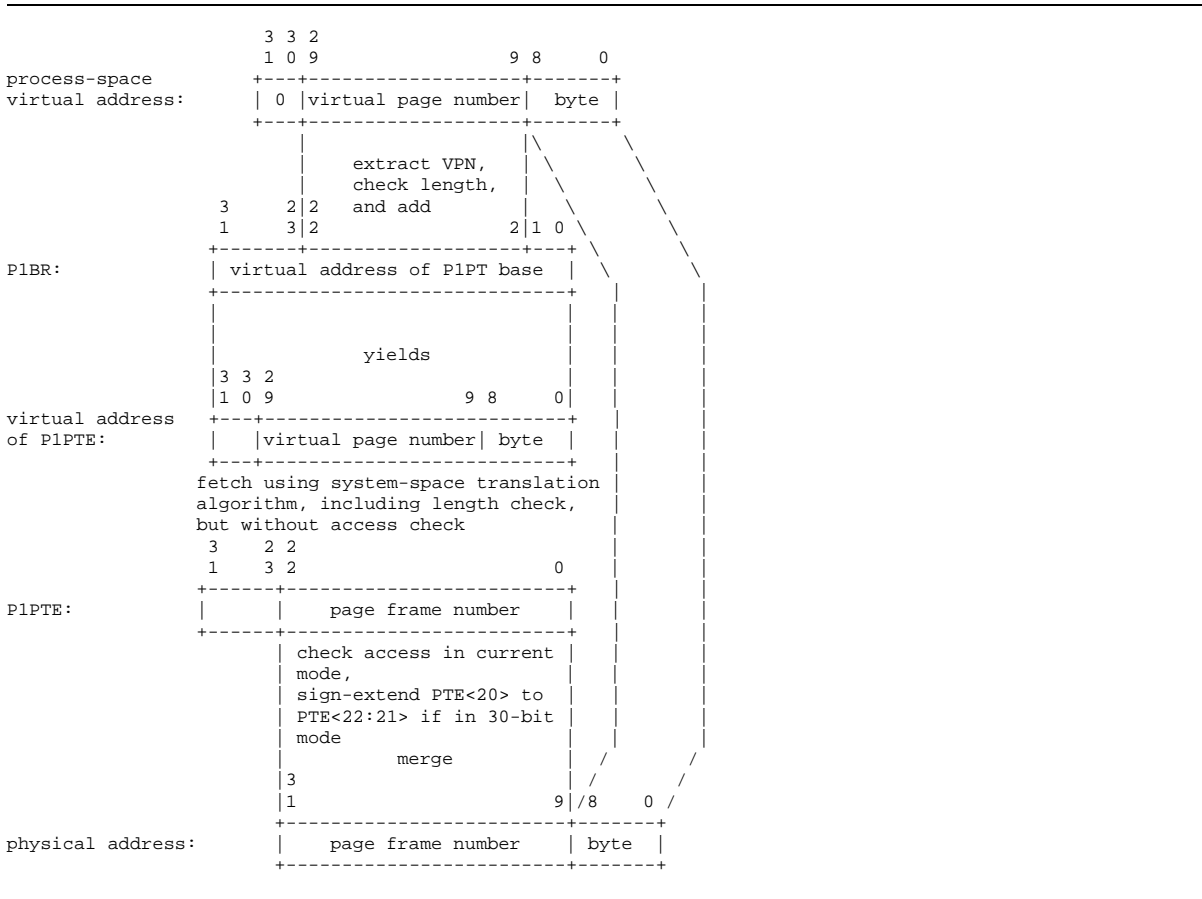 3 3 2
1 0 9 9 8 0
process-space
virtual address: 0 virtual page number byte
extract VPN,
check length,
3 2 2 and add
1 3 2 2 1 0
P1BR: virtual address of P1PT base
yields
3 3 2
1 0 9 9 8 0
virtual address
of P1PTE: virtual page number byte
fetch using system-space translation
algorithm, including length check,
but without access check
3 2 2
1 3 2 0
P1PTE: page frame number
check access in current
mode,
sign-extend PTE<20> to
PTE<22:21> if in 30-bit
mode
merge
3
1 9 8 0
physical address: page frame number byte